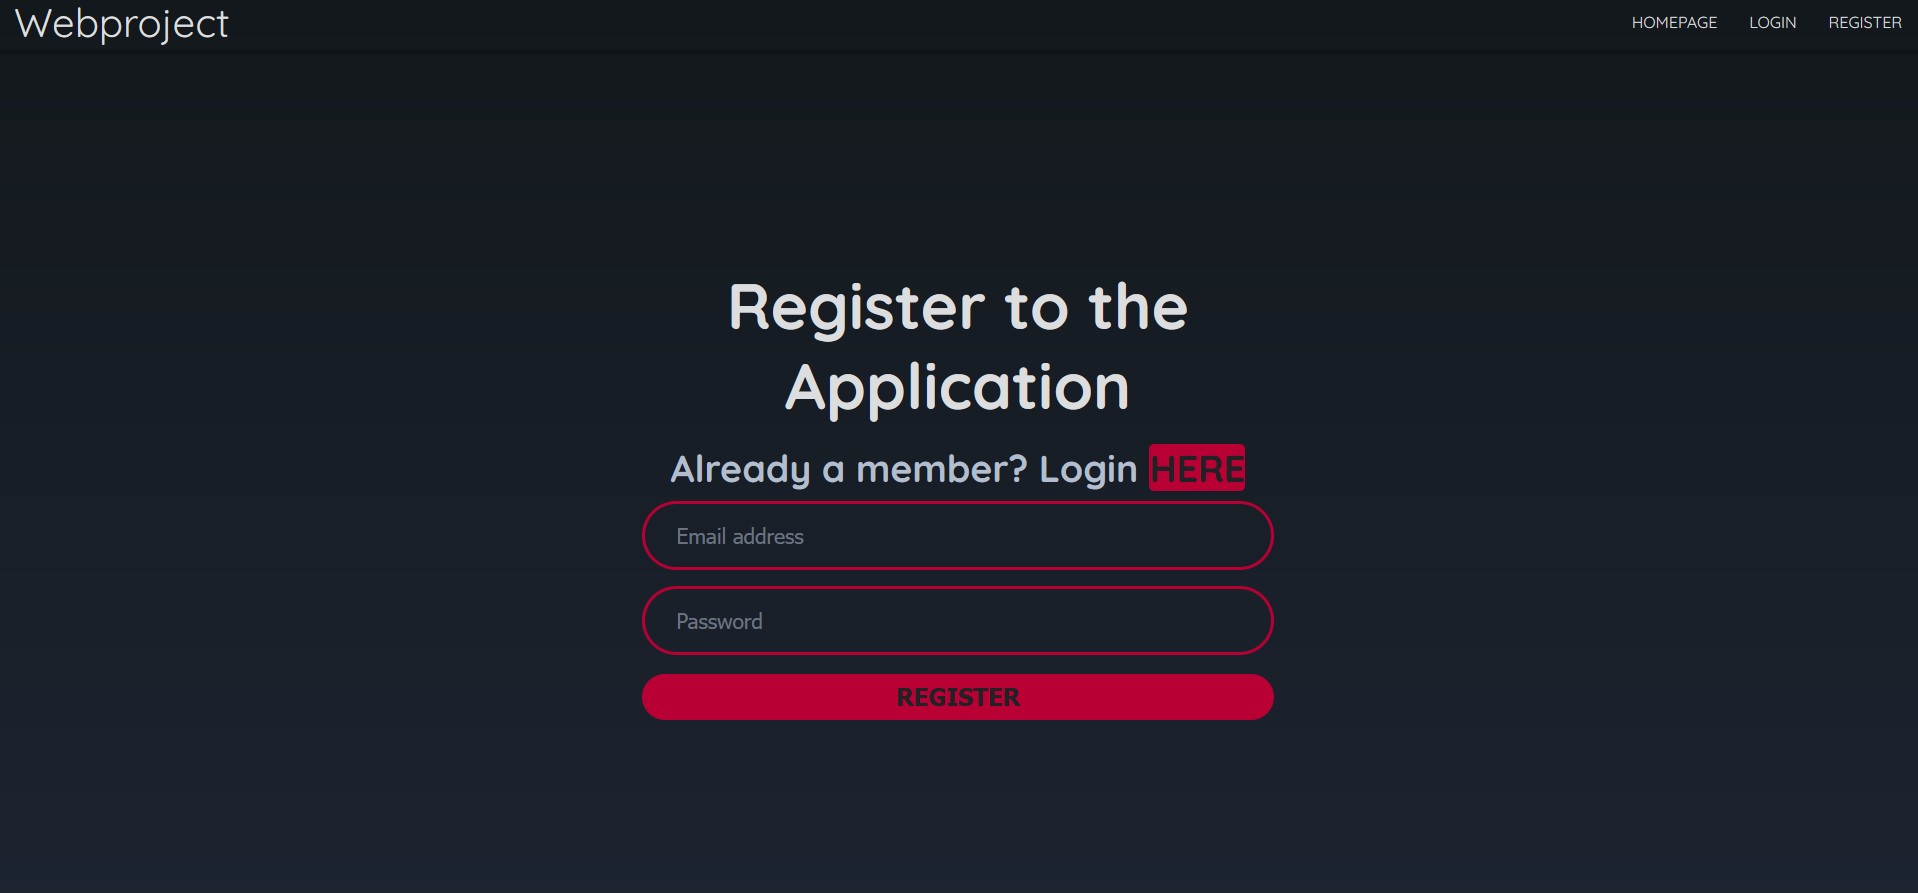 Webproject
HOMEPAGE LOGIN REGISTER
Register to the
Application
Already a member? Login HERE
Email address
Password
REGISTER